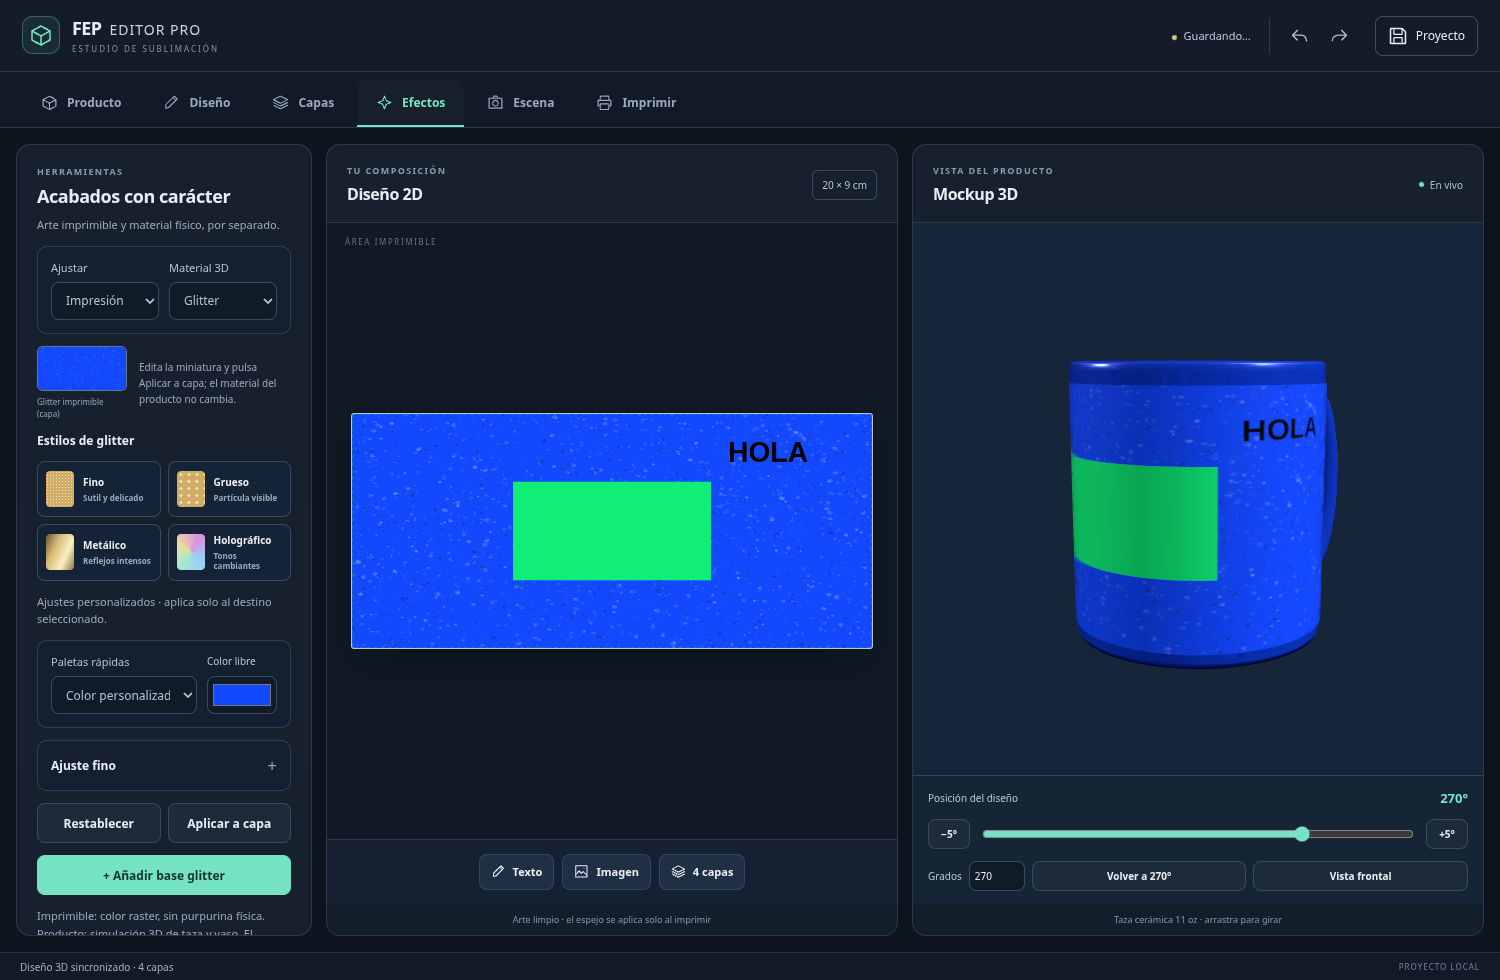 FEP EDITOR PRO
ESTUDIO DE SUBLIMACIÓN
Guardando...
Proyecto
Producto
Diseño
Capas
Efectos
Escena
Imprimir
HERRAMIENTAS
Acabados con carácter
Arte imprimible y material físico, por separado.
Ajustar
Material 3D
Impresión
Glitter
Edita la miniatura y pulsa
Aplicar a capa; el material del
producto no cambia.
Glitter imprimible
(capa)
Estilos de glitter
Fino
Sutil y delicado
Grueso
Partícula visible
Metálico
Reflejos intensos
Holográfico
Tonos
cambiantes
Ajustes personalizados · aplica solo al destino
seleccionado.
Paletas rápidas
Color libre
Color personalizad
Ajuste fino
+
Restablecer
Aplicar a capa
+ Añadir base glitter
Imprimible: color raster, sin purpurina física.
Producto: simulación 3D de taza y vaso. El
TU COMPOSICIÓN
Diseño 2D
20 × 9 cm
ÁREA IMPRIMIBLE
HOLA
Texto
Imagen
4 capas
Arte limpio · el espejo se aplica solo al imprimir
VISTA DEL PRODUCTO
Mockup 3D
En vivo
HOLA
Posición del diseño
270°
−5°
+5°
Grados
270
Volver a 270°
Vista frontal
Taza cerámica 11 oz · arrastra para girar
Diseño 3D sincronizado · 4 capas
PROYECTO LOCAL